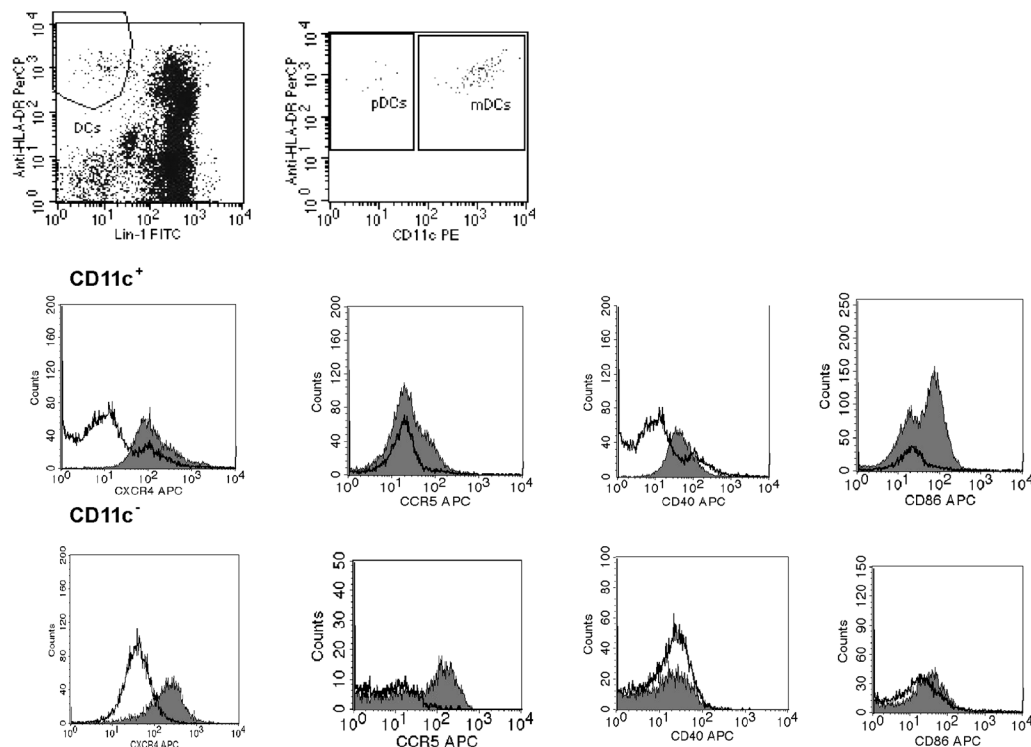 Anti-HLA-DR PerCP
10^4
10^3
10^2
10^1
10^0
DCs
10^0 10^1 10^2 10^3 10^4
Lin-1 FITC
Anti-HLA-DR PerCP
10^4
10^3
10^2
10^1
10^0
pDCs
mDCs
10^0 10^1 10^2 10^3 10^4
CD11c PE
CD11c+
Counts
200
160
120
80
40
0
10^0 10^1 10^2 10^3 10^4
CXCR4 APC
Counts
200
160
120
80
40
0
10^0 10^1 10^2 10^3 10^4
CCR5 APC
Counts
200
160
120
80
40
0
10^0 10^1 10^2 10^3 10^4
CD40 APC
Counts
250
200
150
100
50
0
10^0 10^1 10^2 10^3 10^4
CD86 APC
CD11c-
Counts
200
160
120
80
40
0
10^0 10^1 10^2 10^3 10^4
CXCR4 APC
Counts
50
40
30
20
10
0
10^0 10^1 10^2 10^3 10^4
CCR5 APC
Counts
100
80
60
40
20
0
10^0 10^1 10^2 10^3 10^4
CD40 APC
Counts
150
120
90
60
30
0
10^0 10^1 10^2 10^3 10^4
CD86 APC